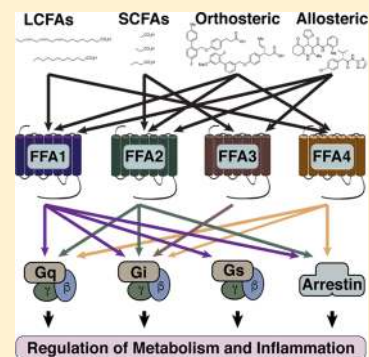 LCFAs SCFAs Orthosteric Allosteric
FFA1 FFA2 FFA3 FFA4
Gq Gi Gs Arrestin
γ β γ β γ β
Regulation of Metabolism and Inflammation